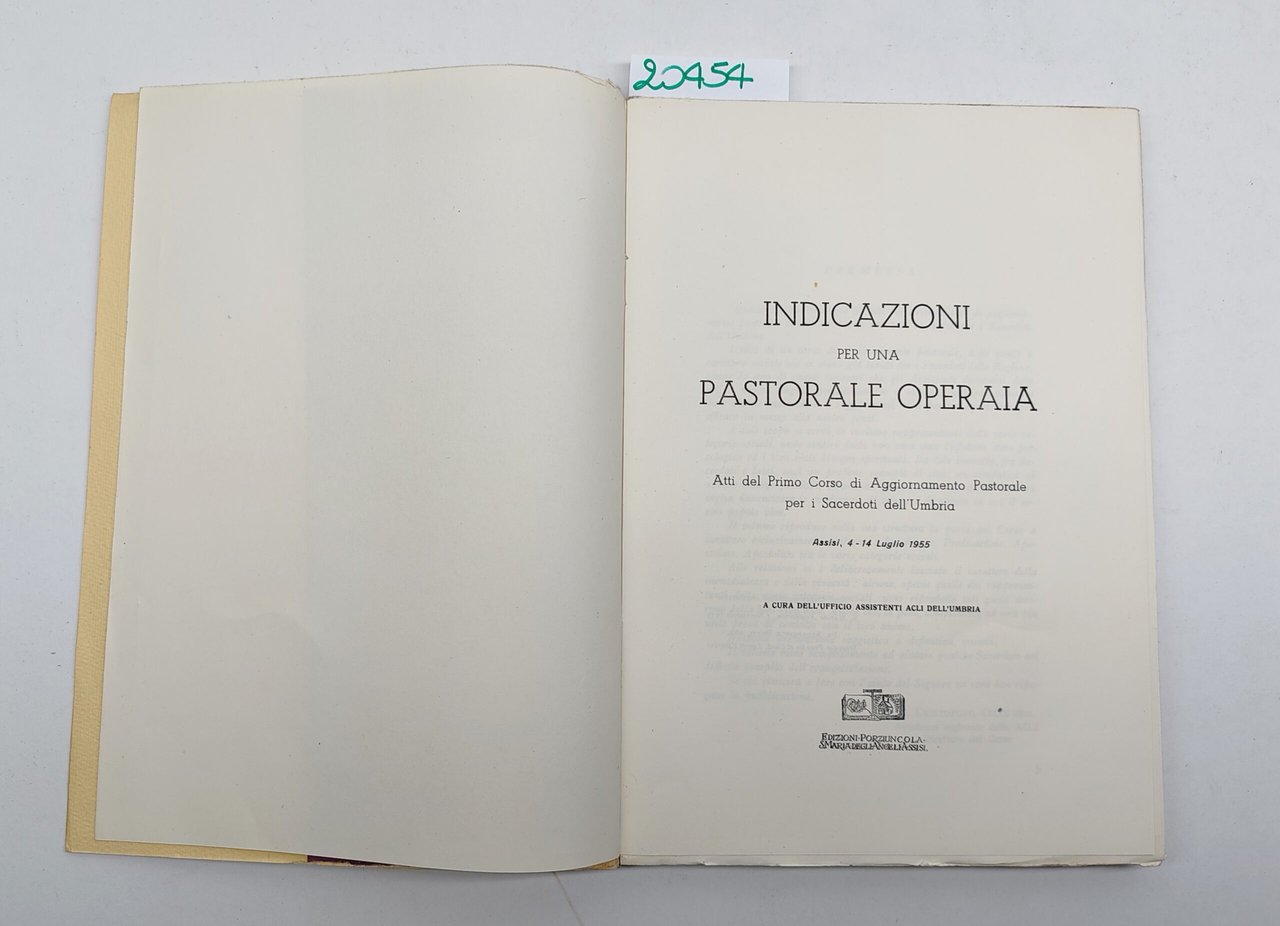 20454
INDICAZIONI
PER UNA
PASTORALE OPERAIA
Atti del Primo Corso di Aggiornamento Pastorale
per i Sacerdoti dell'Umbria
Assisi, 4 - 14 Luglio 1955
A CURA DELL'UFFICIO ASSISTENTI ACLI DELL'UMBRIA
EDIZIONI·PORZIUNCOLA·
S.MARIA DEGLI ANGELI·ASSISI.